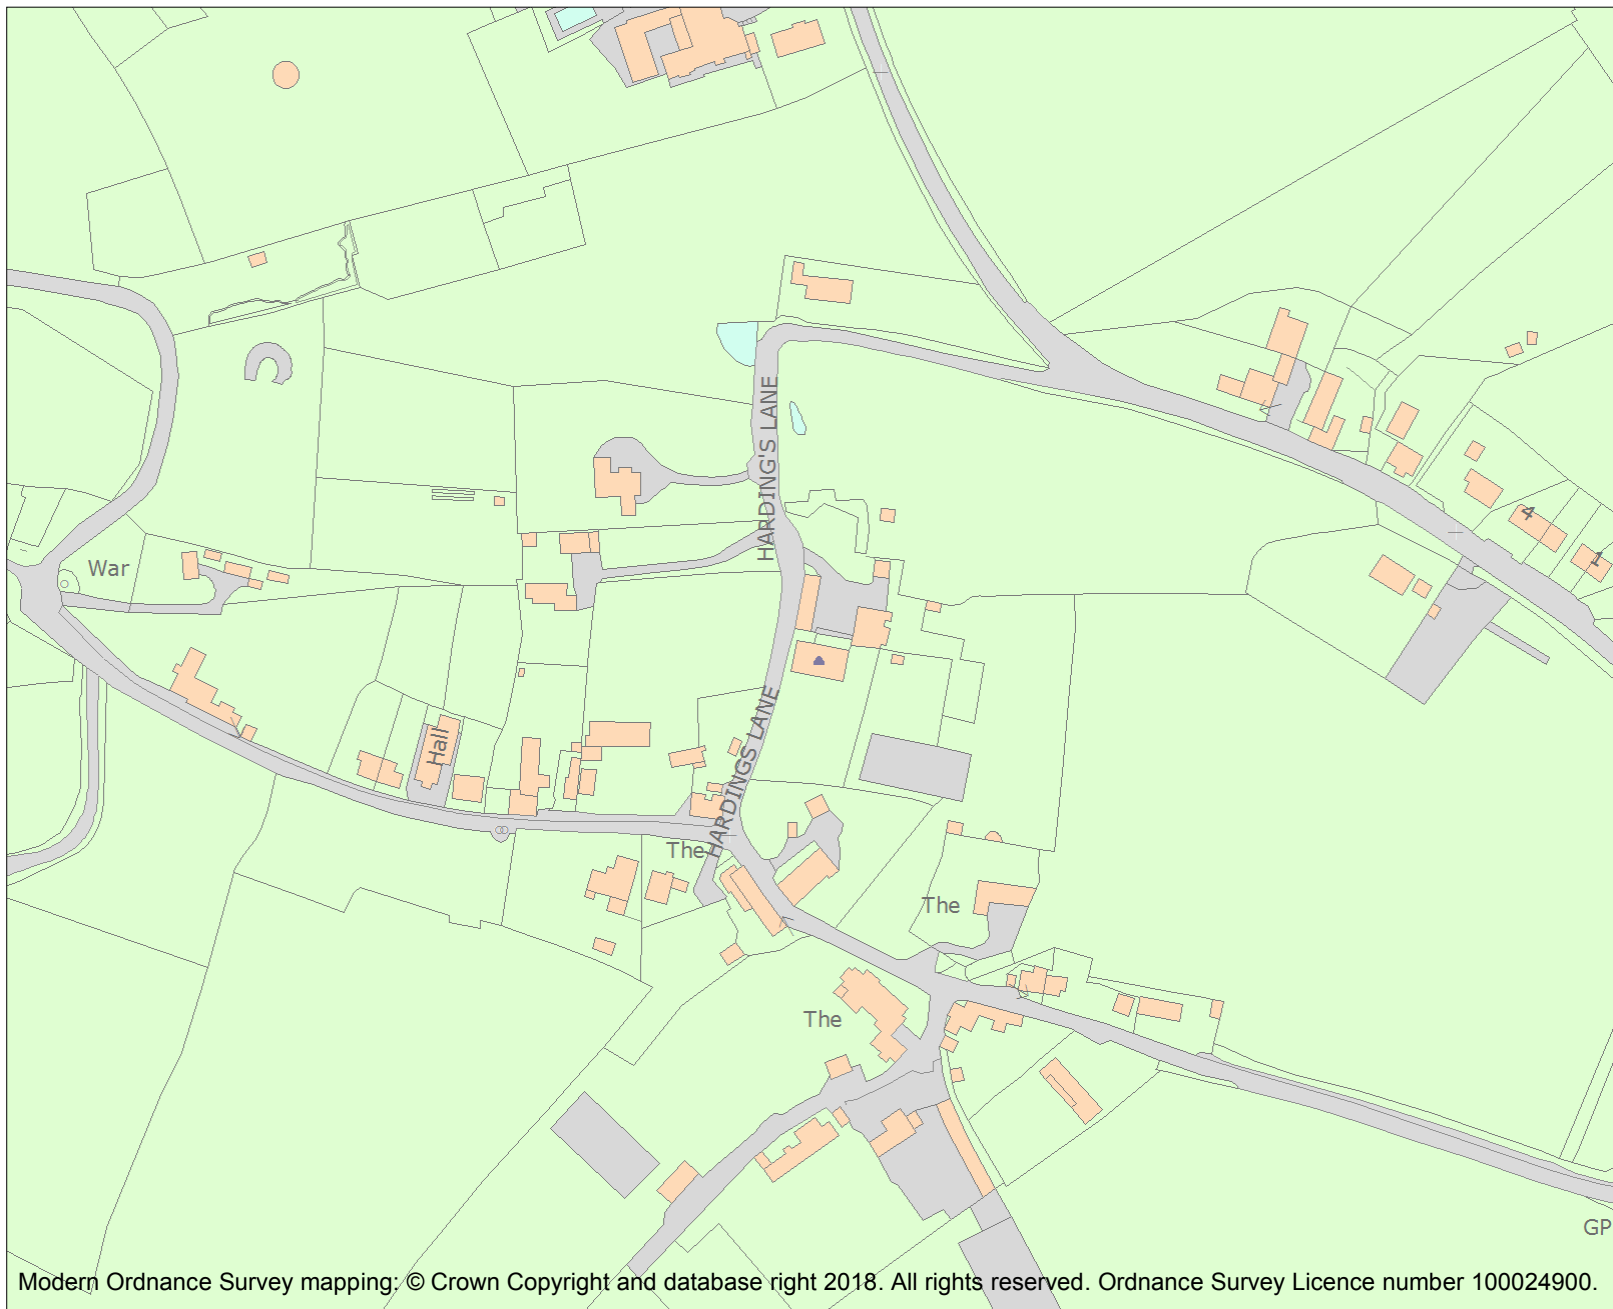 HARDING'S LANE
4
1
War
HARDINGS LANE
Hall
The
The
The
GP
Modern Ordnance Survey mapping: © Crown Copyright and database right 2018. All rights reserved. Ordnance Survey Licence number 100024900.